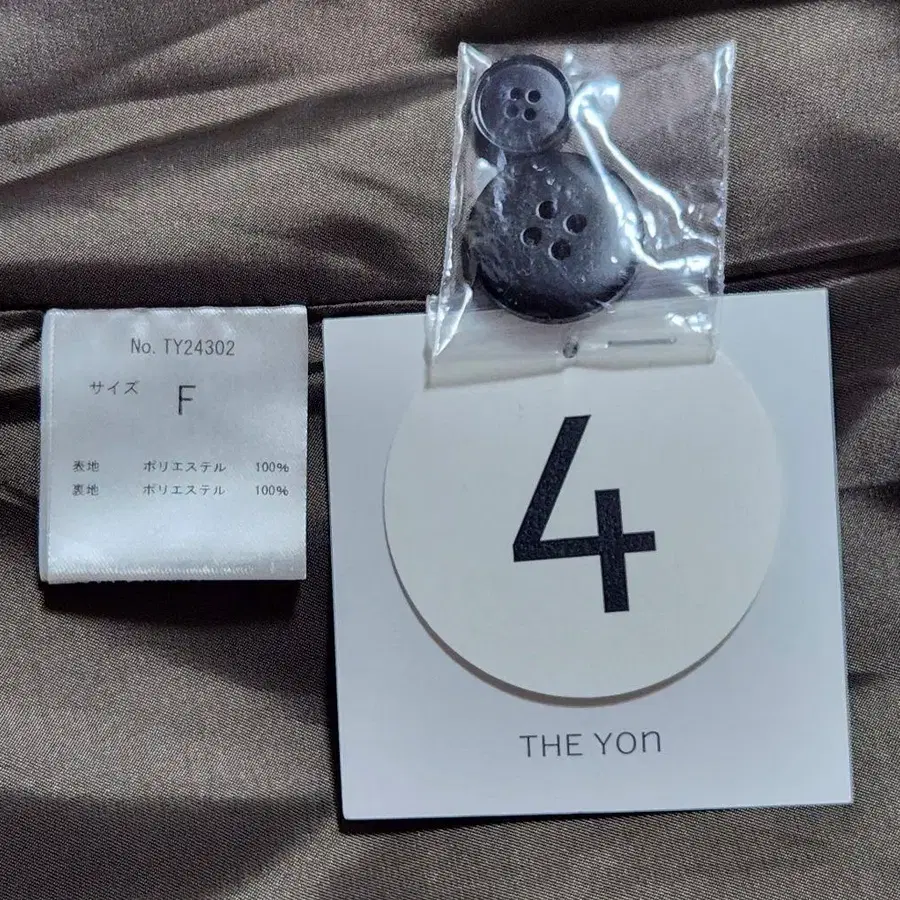 No. TY24302
サイズ F
表地 ポリエステル 100%
裏地 ポリエステル 100%
4
THE Yon